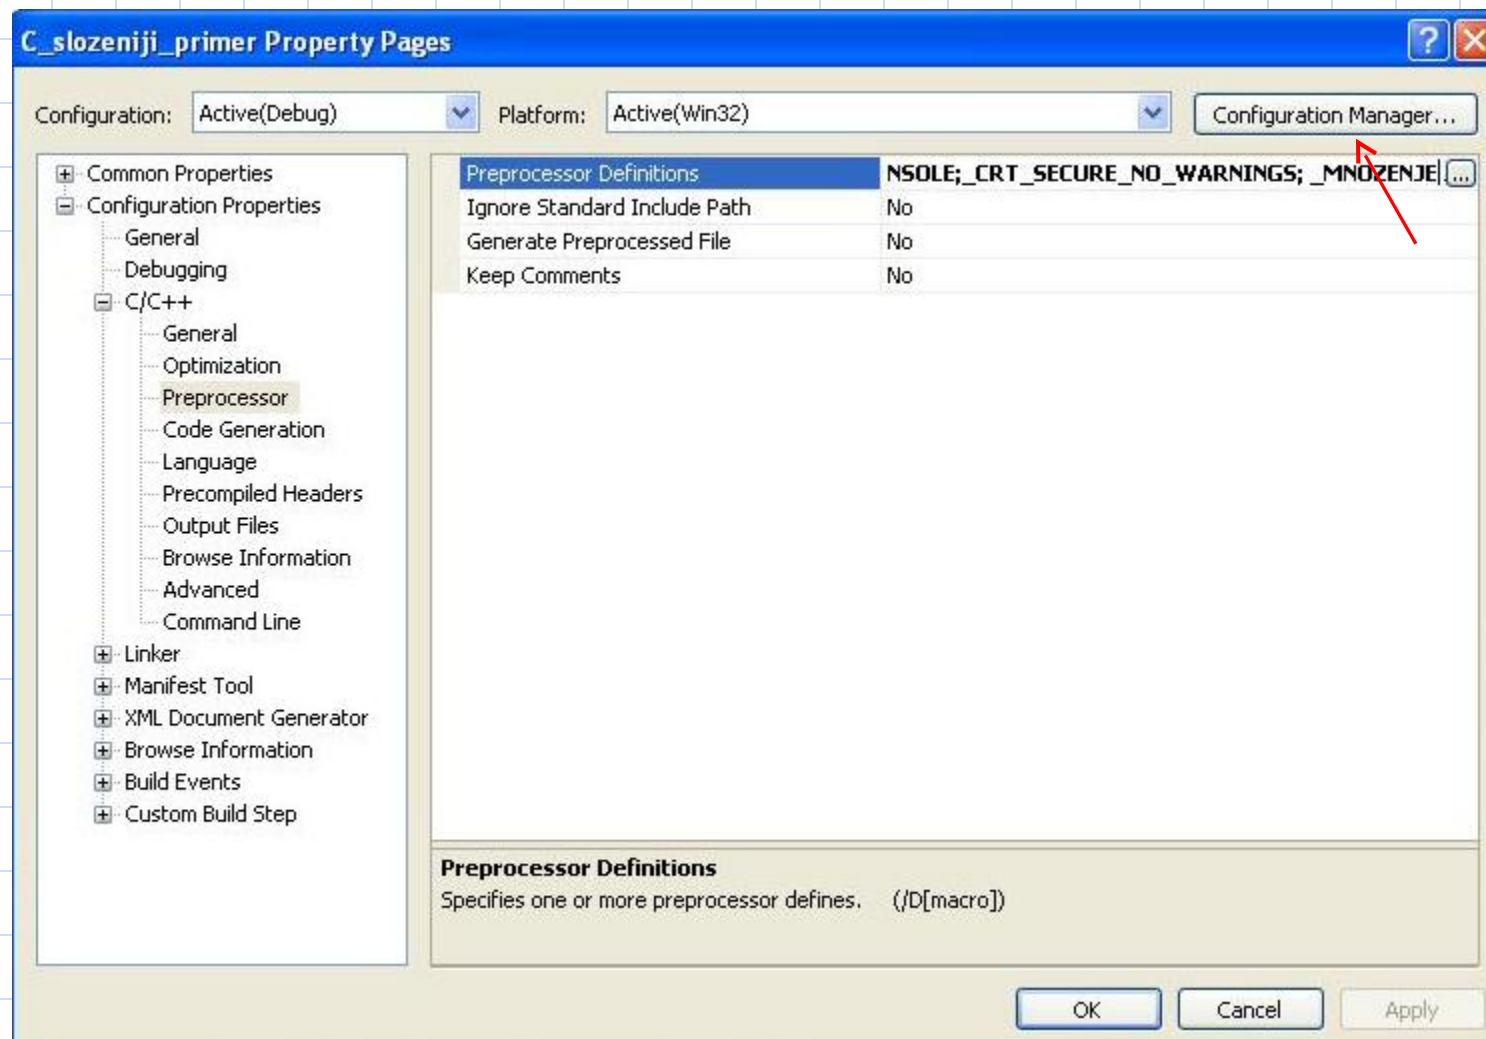 C_slozeniji_primer Property Pages
Configuration: Active(Debug) Platform: Active(Win32) Configuration Manager...
Common Properties
Configuration Properties
General
Debugging
C/C++
General
Optimization
Preprocessor
Code Generation
Language
Precompiled Headers
Output Files
Browse Information
Advanced
Command Line
Linker
Manifest Tool
XML Document Generator
Browse Information
Build Events
Custom Build Step
Preprocessor Definitions NSOLE;_CRT_SECURE_NO_WARNINGS; _MNOZENJE ...
Ignore Standard Include Path No
Generate Preprocessed File No
Keep Comments No
Preprocessor Definitions
Specifies one or more preprocessor defines. (/D[macro])
OK Cancel Apply